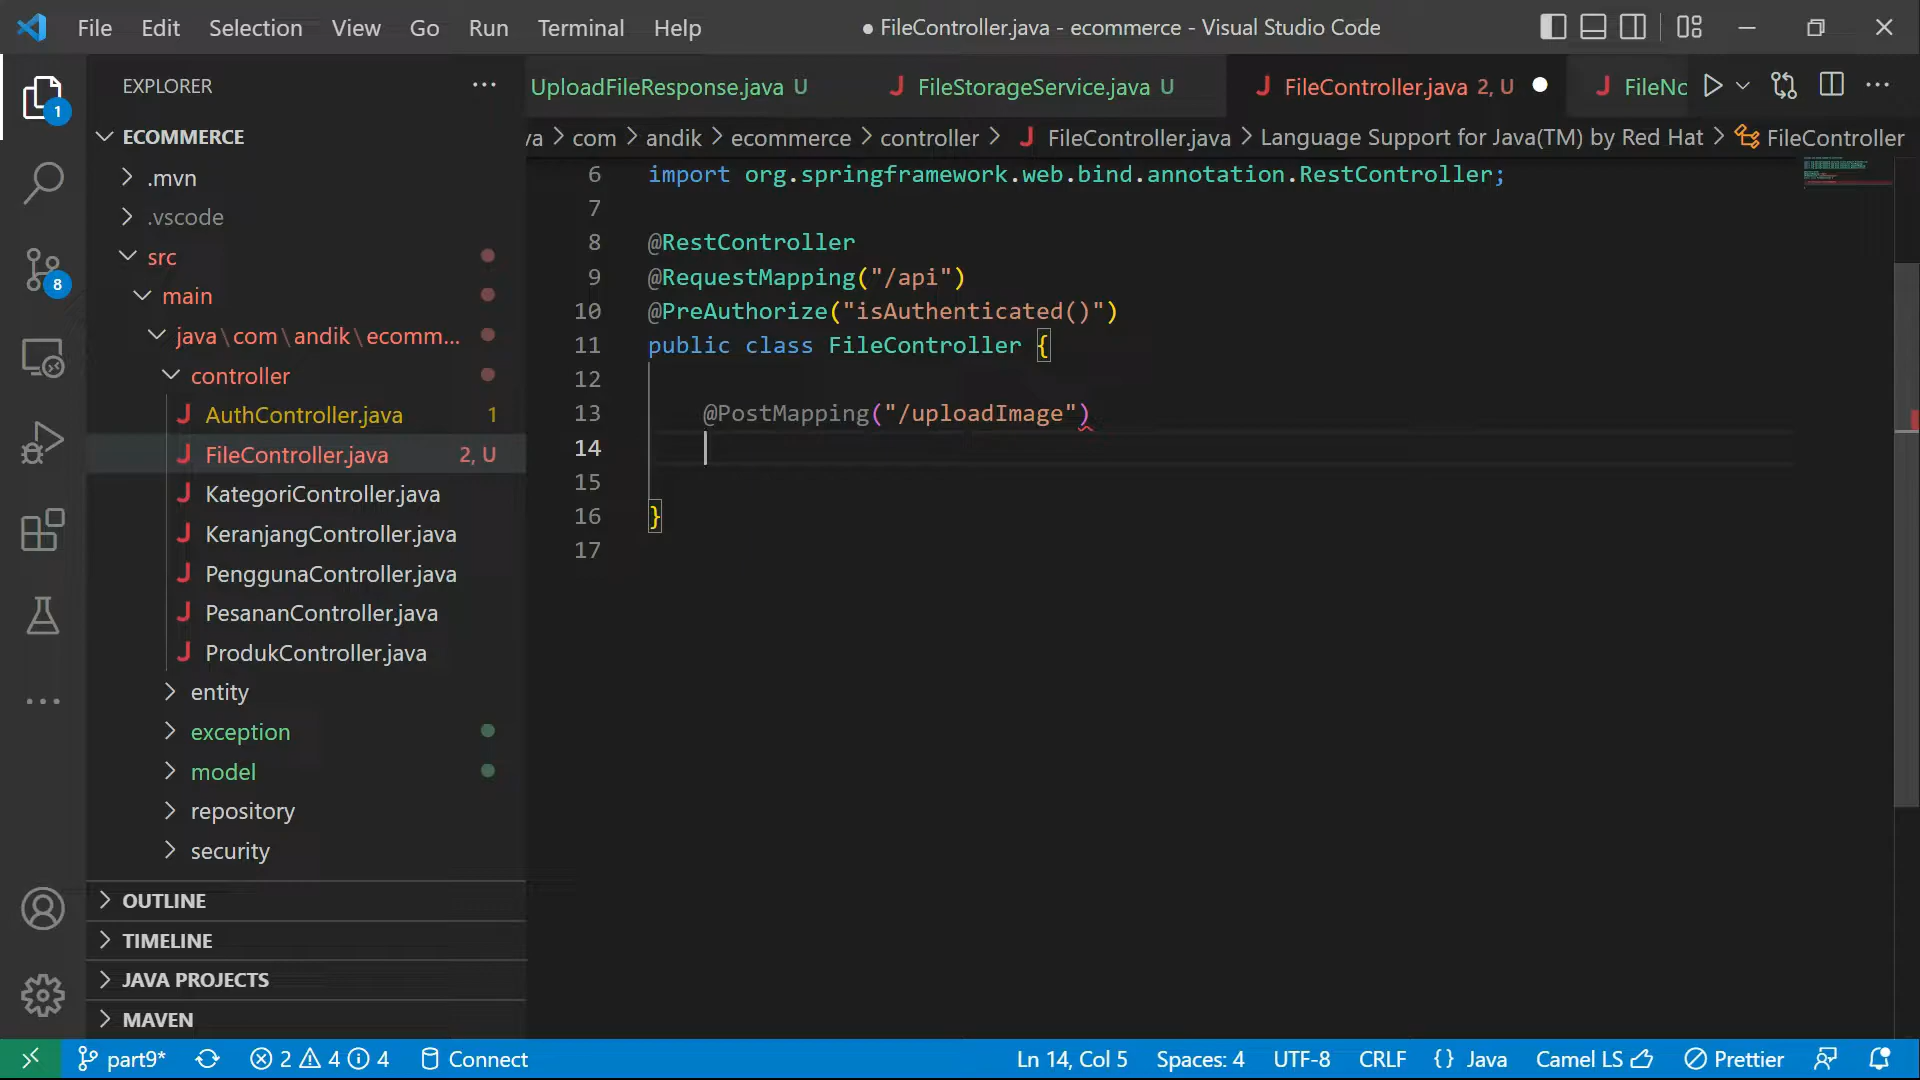 File Edit Selection View Go Run Terminal Help ● FileController.java - ecommerce - Visual Studio Code
EXPLORER ...
UploadFileResponse.java U FileStorageService.java U FileController.java 2, U FileNo
va > com > andik > ecommerce > controller > FileController.java > Language Support for Java(TM) by Red Hat > FileController
ECOMMERCE
.mvn
.vscode
src
main
java\com\andik\ecomm...
controller
AuthController.java 1
FileController.java 2, U
KategoriController.java
KeranjangController.java
PenggunaController.java
PesananController.java
ProdukController.java
entity
exception
model
repository
security
OUTLINE
TIMELINE
JAVA PROJECTS
MAVEN
1
8
6 import org.springframework.web.bind.annotation.RestController;
7
8 @RestController
9 @RequestMapping("/api")
10 @PreAuthorize("isAuthenticated()")
11 public class FileController {
12
13 @PostMapping("/uploadImage")
14
15
16 }
17
part9* 2 4 4 Connect Ln 14, Col 5 Spaces: 4 UTF-8 CRLF {} Java Camel LS Prettier